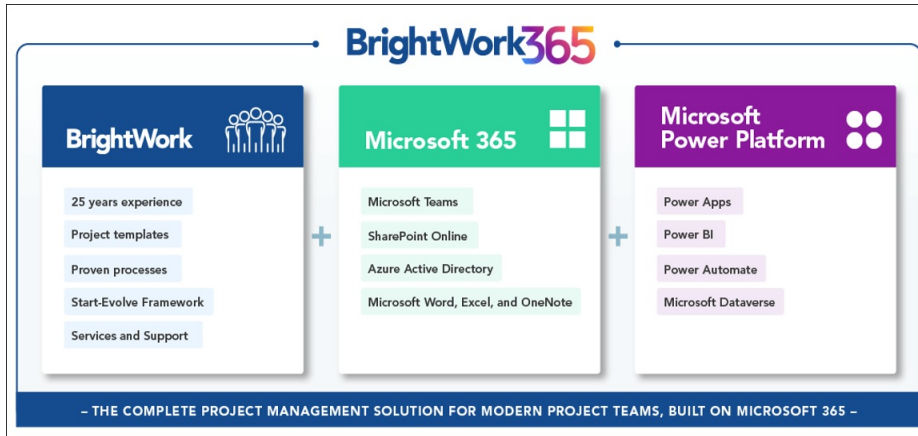 BrightWork365
BrightWork
25 years experience
Project templates
Proven processes
Start-Evolve Framework
Services and Support
+
Microsoft 365
Microsoft Teams
SharePoint Online
Azure Active Directory
Microsoft Word, Excel, and OneNote
+
Microsoft
Power Platform
Power Apps
Power BI
Power Automate
Microsoft Dataverse
– THE COMPLETE PROJECT MANAGEMENT SOLUTION FOR MODERN PROJECT TEAMS, BUILT ON MICROSOFT 365 –